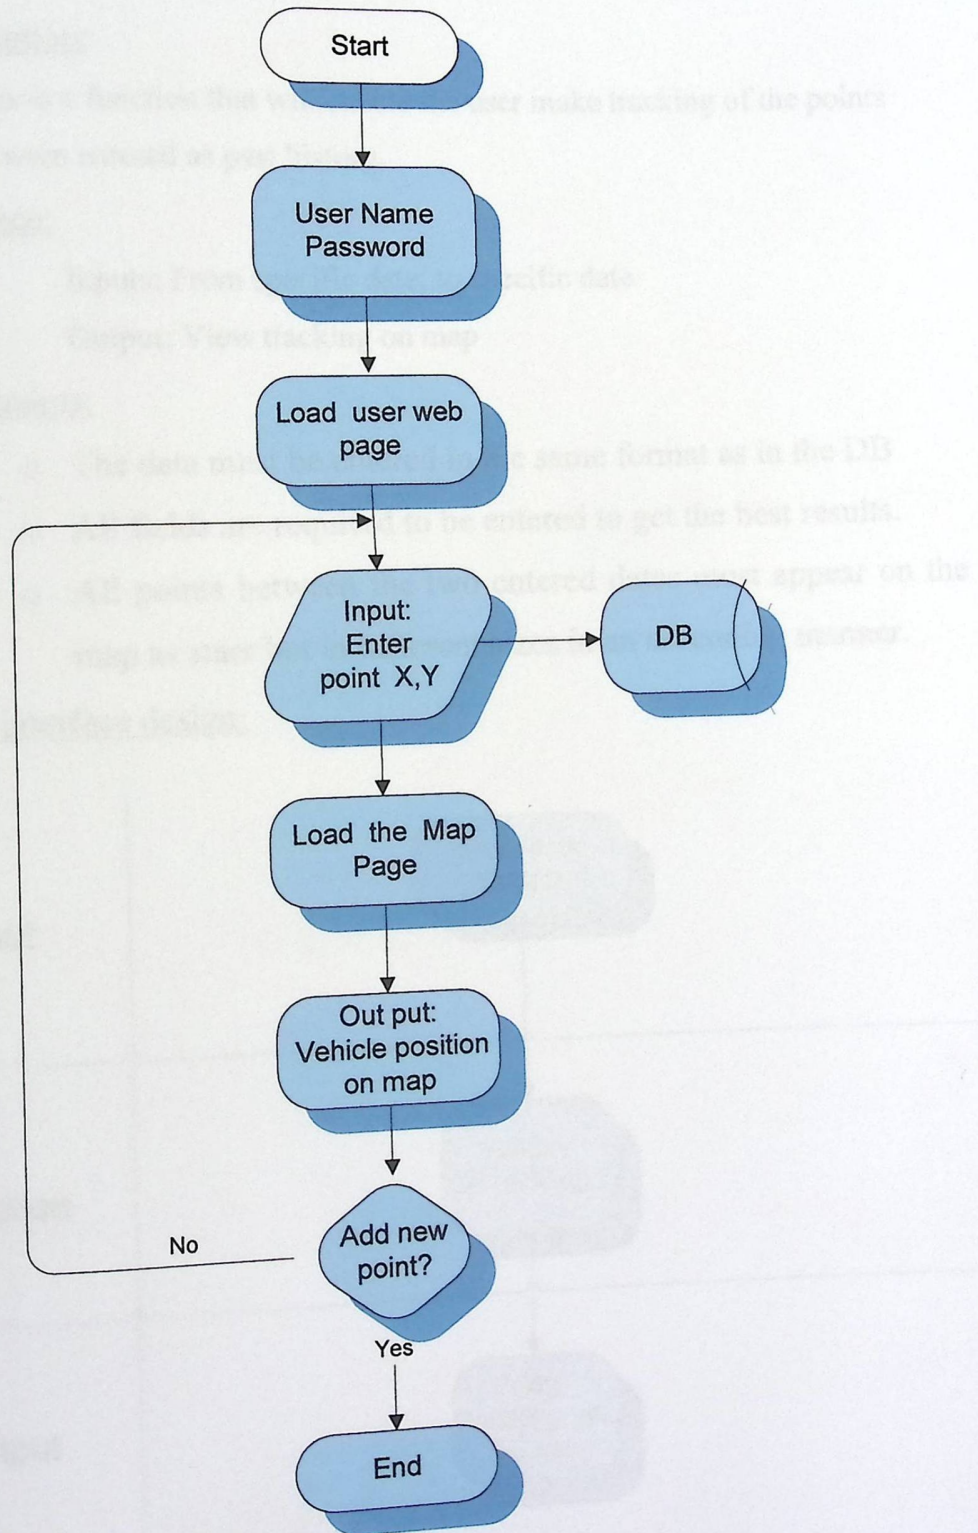 Start
User Name
Password
Load user web
page
Input:
Enter
point X,Y
DB
Load the Map
Page
Out put:
Vehicle position
on map
Add new
point?
No
Yes
End